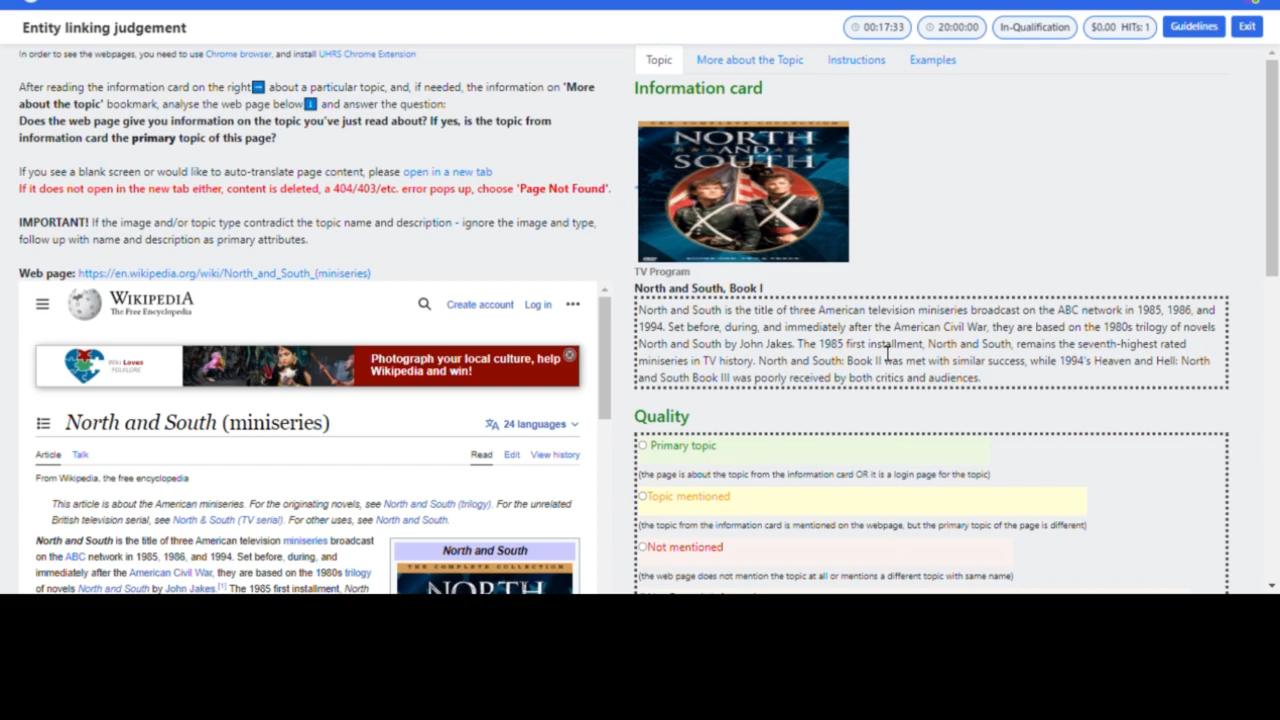 Entity linking judgement
00:17:33
20:00:00
In-Qualification
$0.00 HITs: 1
Guidelines
Exit
In order to see the webpages, you need to use Chrome browser, and install UHRS Chrome Extension
After reading the information card on the right about a particular topic, and, if needed, the information on 'More
about the topic' bookmark, analyse the web page below and answer the question:
Does the web page give you information on the topic you've just read about? If yes, is the topic from
information card the primary topic of this page?
If you see a blank screen or would like to auto-translate page content, please open in a new tab
If it does not open in the new tab either, content is deleted, a 404/403/etc. error pops up, choose 'Page Not Found'.
IMPORTANT! If the image and/or topic type contradict the topic name and description - ignore the image and type,
follow up with name and description as primary attributes.
Web page: https://en.wikipedia.org/wiki/North_and_South_(miniseries)
WIKIPEDIA
The Free Encyclopedia
Create account
Log in
Wiki Loves
FOLKLORE
Photograph your local culture, help
Wikipedia and win!
North and South (miniseries)
24 languages
Article
Talk
Read
Edit
View history
From Wikipedia, the free encyclopedia
This article is about the American miniseries. For the originating novels, see North and South (trilogy). For the unrelated
British television serial, see North & South (TV serial). For other uses, see North and South.
North and South is the title of three American television miniseries broadcast
on the ABC network in 1985, 1986, and 1994. Set before, during, and
immediately after the American Civil War, they are based on the 1980s trilogy
of novels North and South by John Jakes.[1] The 1985 first installment, North
North and South
THE COMPLETE COLLECTION
NORTH
Topic
More about the Topic
Instructions
Examples
Information card
THE COMPLETE COLLECTION
NORTH
AND
SOUTH
TV Program
North and South, Book I
North and South is the title of three American television miniseries broadcast on the ABC network in 1985, 1986, and
1994. Set before, during, and immediately after the American Civil War, they are based on the 1980s trilogy of novels
North and South by John Jakes. The 1985 first installment, North and South, remains the seventh-highest rated
miniseries in TV history. North and South: Book II was met with similar success, while 1994's Heaven and Hell: North
and South Book III was poorly received by both critics and audiences.
Quality
Primary topic
(the page is about the topic from the information card OR it is a login page for the topic)
Topic mentioned
(the topic from the information card is mentioned on the webpage, but the primary topic of the page is different)
Not mentioned
(the web page does not mention the topic at all or mentions a different topic with same name)